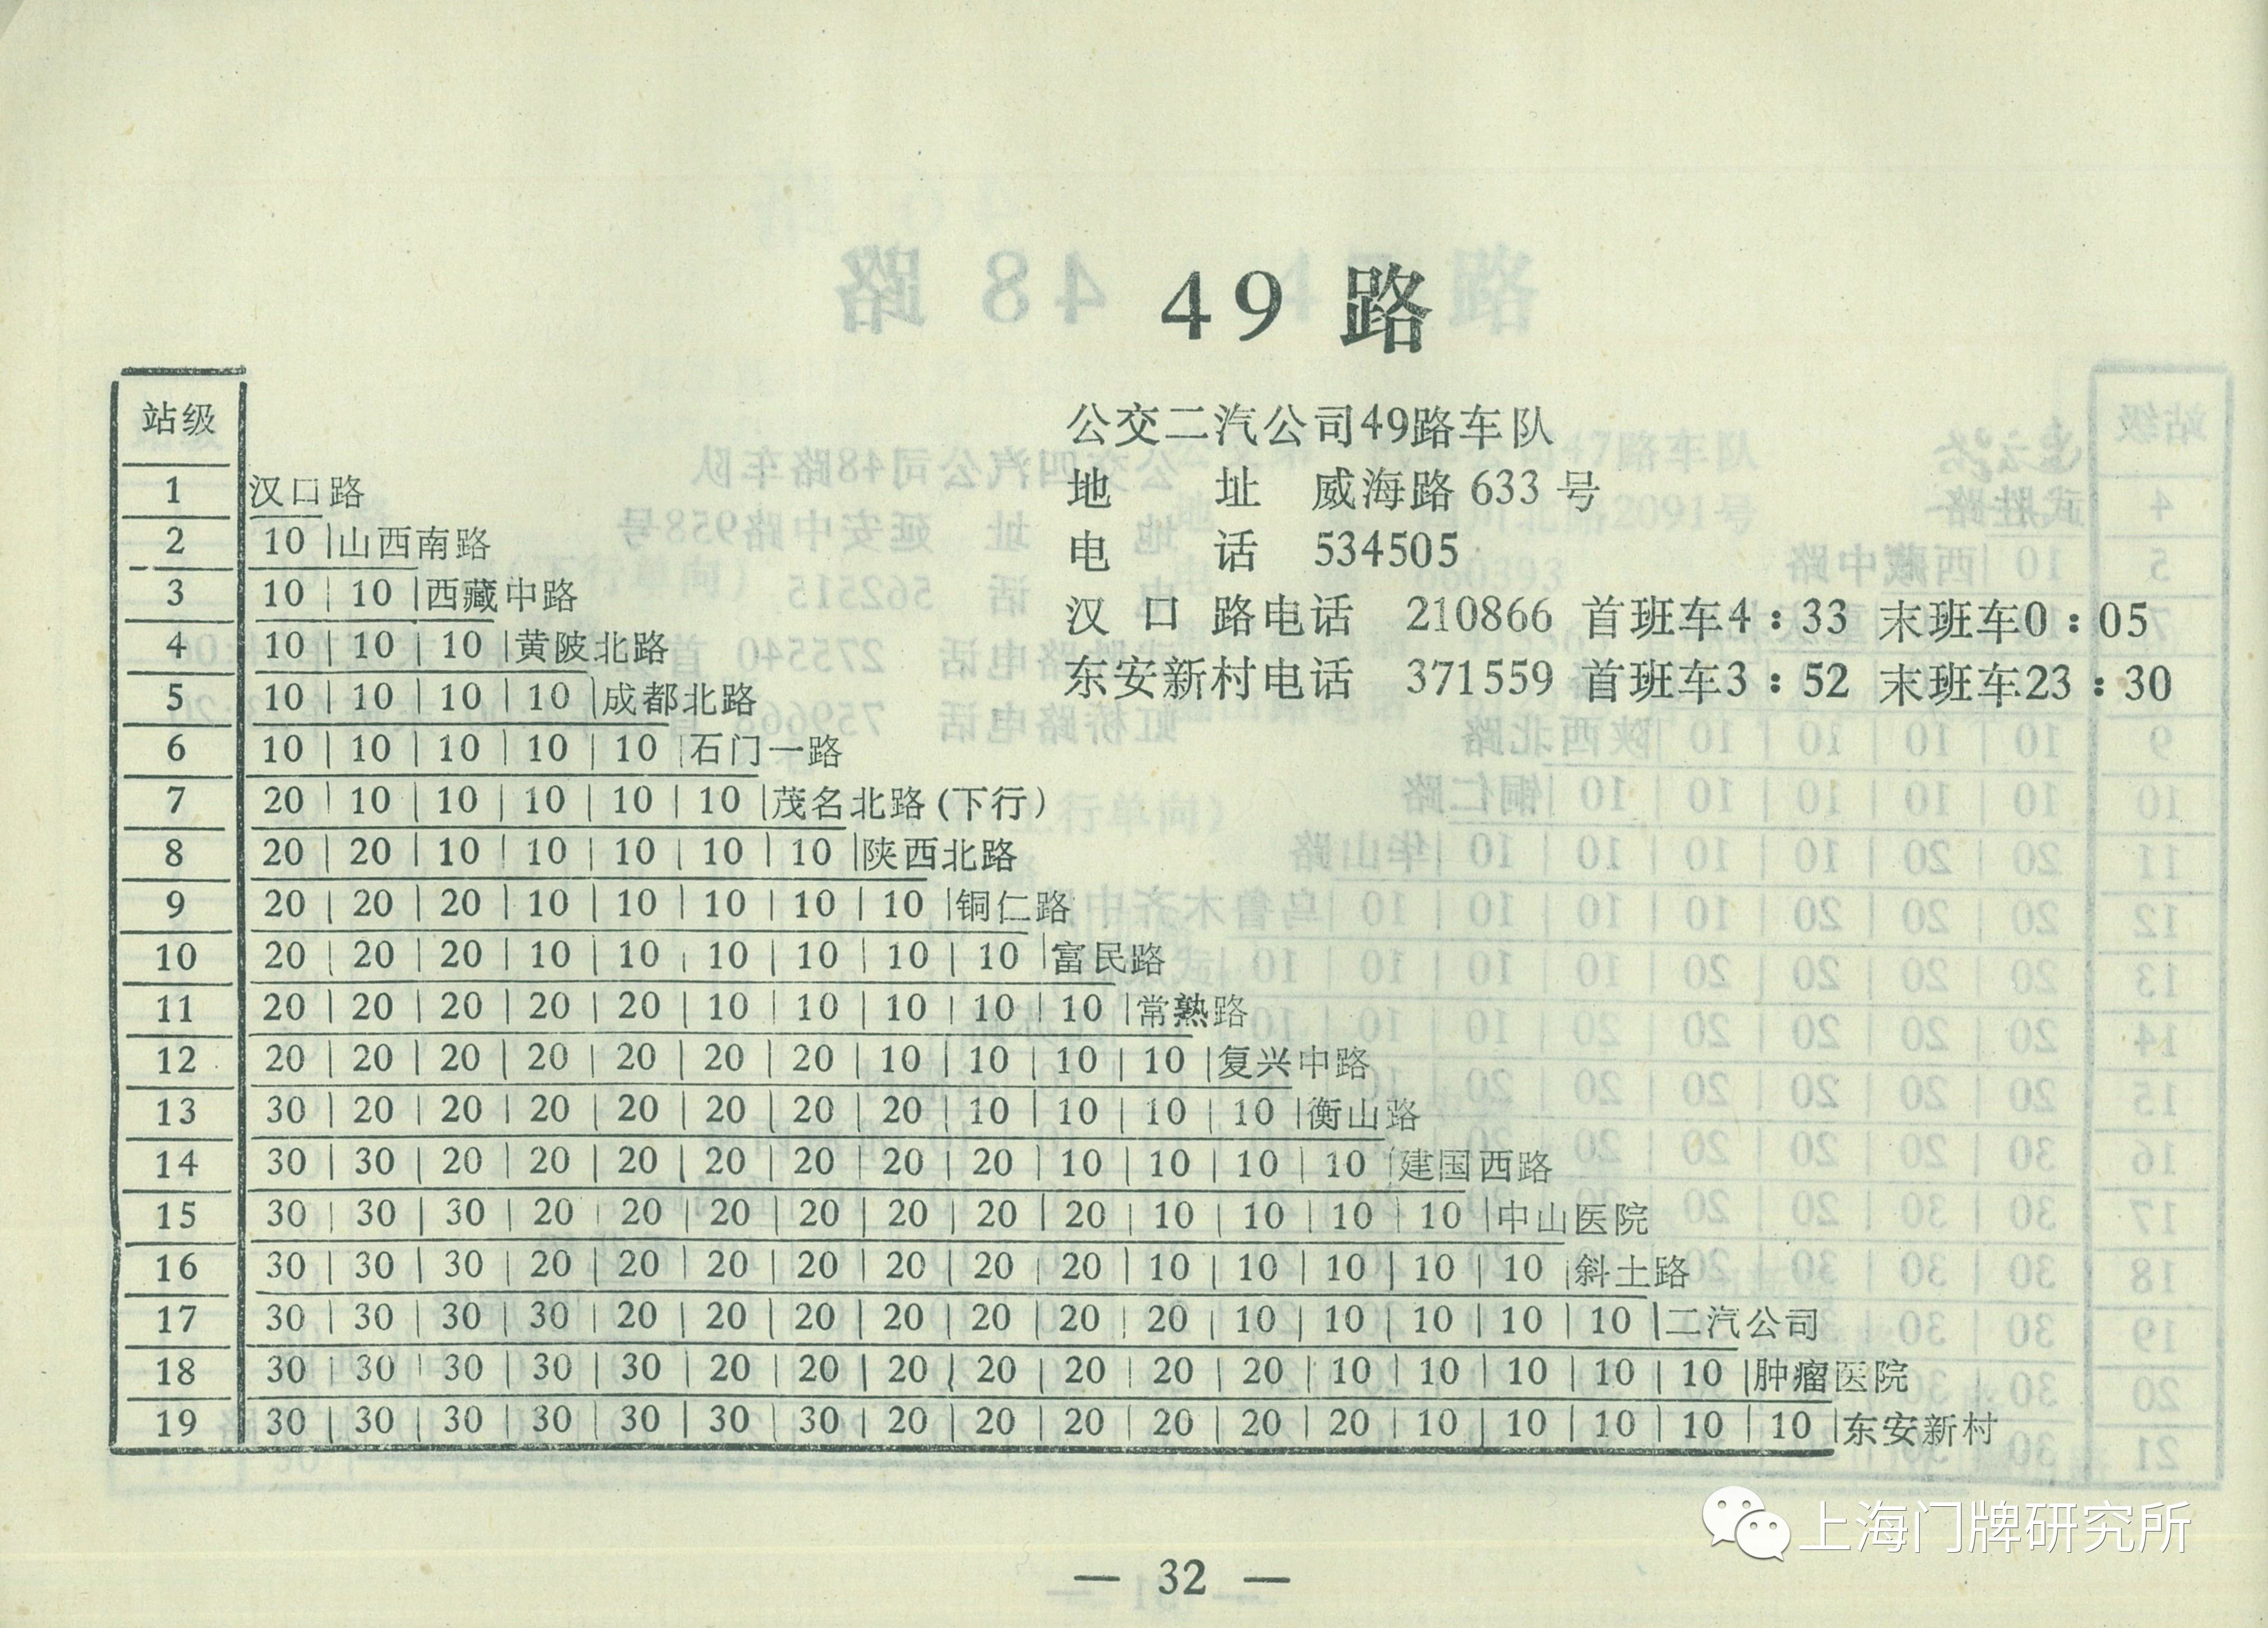 49 路
公交二汽公司49路车队
地 址 威海路 633 号
电 话 534505
汉 口 路电话 210866 首班车4：33 末班车0：05
东安新村电话 371559 首班车3：52 末班车23：30
站级
1 汉口路
2 10 山西南路
3 10 10 西藏中路
4 10 10 10 黄陂北路
5 10 10 10 10 成都北路
6 10 10 10 10 10 石门一路
7 20 10 10 10 10 10 茂名北路(下行)
8 20 20 10 10 10 10 10 陕西北路
9 20 20 20 10 10 10 10 10 铜仁路
10 20 20 20 10 10 10 10 10 10 富民路
11 20 20 20 20 20 10 10 10 10 10 常熟路
12 20 20 20 20 20 20 20 10 10 10 10 复兴中路
13 30 20 20 20 20 20 20 20 10 10 10 10 衡山路
14 30 30 20 20 20 20 20 20 20 10 10 10 10 建国西路
15 30 30 30 20 20 20 20 20 20 20 10 10 10 10 中山医院
16 30 30 30 20 20 20 20 20 20 20 10 10 10 10 10 斜土路
17 30 30 30 30 20 20 20 20 20 20 20 10 10 10 10 10 二汽公司
18 30 30 30 30 30 20 20 20 20 20 20 20 10 10 10 10 10 肿瘤医院
19 30 30 30 30 30 30 30 20 20 20 20 20 20 10 10 10 10 10 东安新村
上海门牌研究所
— 32 —